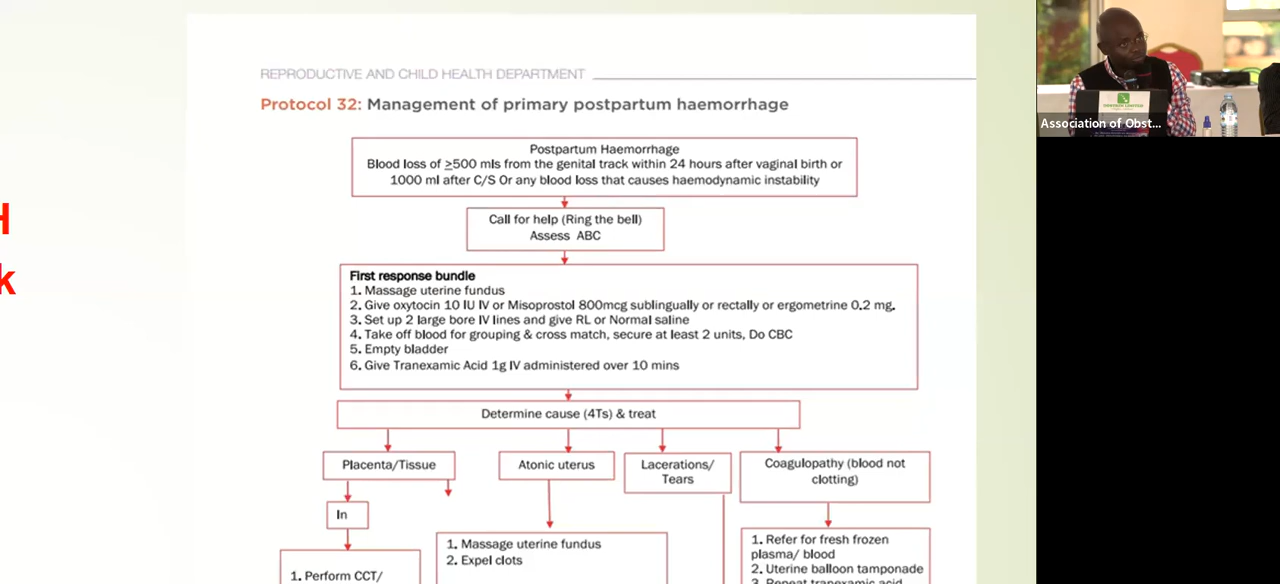 REPRODUCTIVE AND CHILD HEALTH DEPARTMENT
Protocol 32: Management of primary postpartum haemorrhage
Postpartum Haemorrhage
Blood loss of ≥500 mls from the genital track within 24 hours after vaginal birth or
1000 ml after C/S Or any blood loss that causes haemodynamic instability
Call for help (Ring the bell)
Assess ABC
First response bundle
1. Massage uterine fundus
2. Give oxytocin 10 IU IV or Misoprostol 800mcg sublingually or rectally or ergometrine 0.2 mg.
3. Set up 2 large bore IV lines and give RL or Normal saline
4. Take off blood for grouping & cross match, secure at least 2 units, Do CBC
5. Empty bladder
6. Give Tranexamic Acid 1g IV administered over 10 mins
Determine cause (4Ts) & treat
Placenta/Tissue
Atonic uterus
Lacerations/
Tears
Coagulopathy (blood not
clotting)
In
1. Perform CCT/
1. Massage uterine fundus
2. Expel clots
1. Refer for fresh frozen
plasma/ blood
2. Uterine balloon tamponade
3. Repeat tranexamic acid
H
k
Association of Obst...